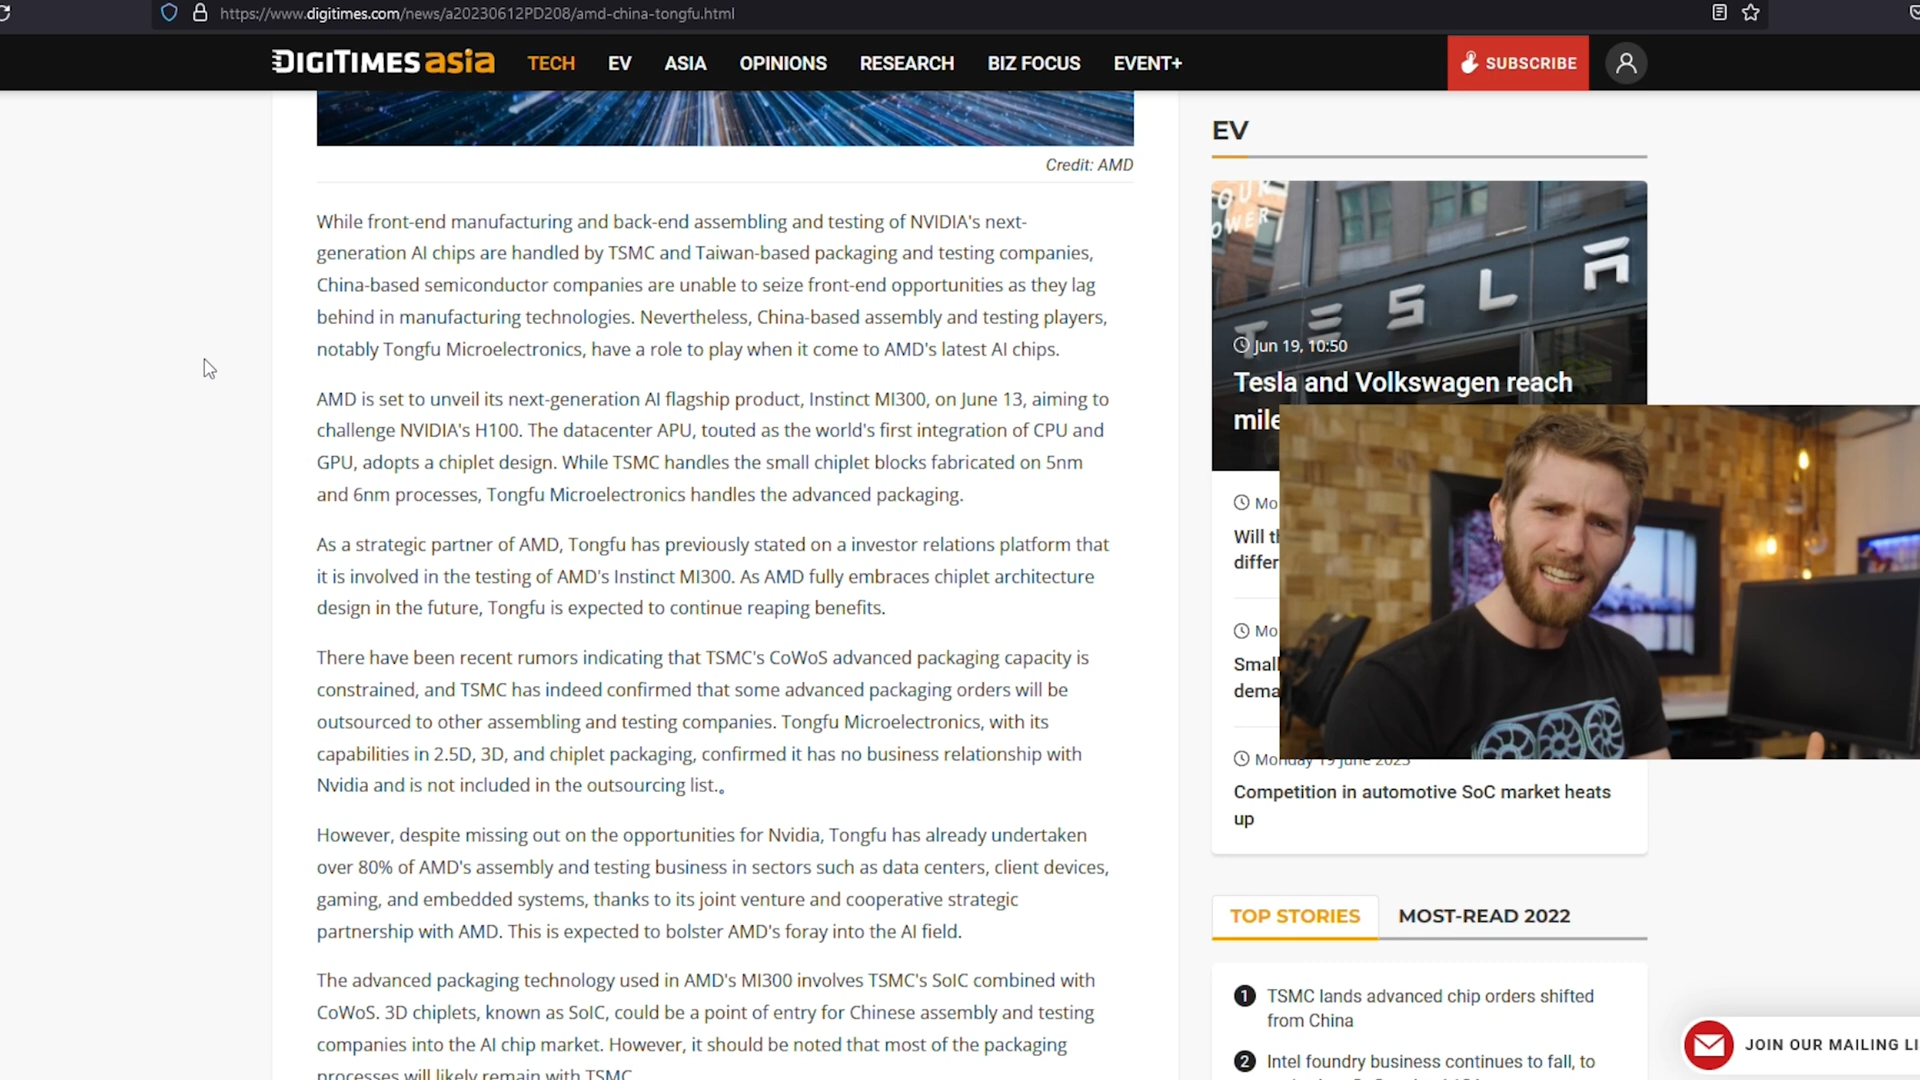 https://www.digitimes.com/news/a20230612PD208/amd-china-tongfu.html
DIGITIMES asia TECH EV ASIA OPINIONS RESEARCH BIZ FOCUS EVENT+ SUBSCRIBE
Credit: AMD
While front-end manufacturing and back-end assembling and testing of NVIDIA's next-
generation AI chips are handled by TSMC and Taiwan-based packaging and testing companies,
China-based semiconductor companies are unable to seize front-end opportunities as they lag
behind in manufacturing technologies. Nevertheless, China-based assembly and testing players,
notably Tongfu Microelectronics, have a role to play when it come to AMD's latest AI chips.
AMD is set to unveil its next-generation AI flagship product, Instinct MI300, on June 13, aiming to
challenge NVIDIA's H100. The datacenter APU, touted as the world's first integration of CPU and
GPU, adopts a chiplet design. While TSMC handles the small chiplet blocks fabricated on 5nm
and 6nm processes, Tongfu Microelectronics handles the advanced packaging.
As a strategic partner of AMD, Tongfu has previously stated on a investor relations platform that
it is involved in the testing of AMD's Instinct MI300. As AMD fully embraces chiplet architecture
design in the future, Tongfu is expected to continue reaping benefits.
There have been recent rumors indicating that TSMC's CoWoS advanced packaging capacity is
constrained, and TSMC has indeed confirmed that some advanced packaging orders will be
outsourced to other assembling and testing companies. Tongfu Microelectronics, with its
capabilities in 2.5D, 3D, and chiplet packaging, confirmed it has no business relationship with
Nvidia and is not included in the outsourcing list.。
However, despite missing out on the opportunities for Nvidia, Tongfu has already undertaken
over 80% of AMD's assembly and testing business in sectors such as data centers, client devices,
gaming, and embedded systems, thanks to its joint venture and cooperative strategic
partnership with AMD. This is expected to bolster AMD's foray into the AI field.
The advanced packaging technology used in AMD's MI300 involves TSMC's SoIC combined with
CoWoS. 3D chiplets, known as SoIC, could be a point of entry for Chinese assembly and testing
companies into the AI chip market. However, it should be noted that most of the packaging
processes will likely remain with TSMC.
EV
TESLA
Jun 19, 10:50
Tesla and Volkswagen reach
mile
Mo
Will th
differ
Mo
Small
dema
Monday 19 June 2023
Competition in automotive SoC market heats
up
TOP STORIES MOST-READ 2022
1 TSMC lands advanced chip orders shifted
from China
2 Intel foundry business continues to fall, to
JOIN OUR MAILING LI